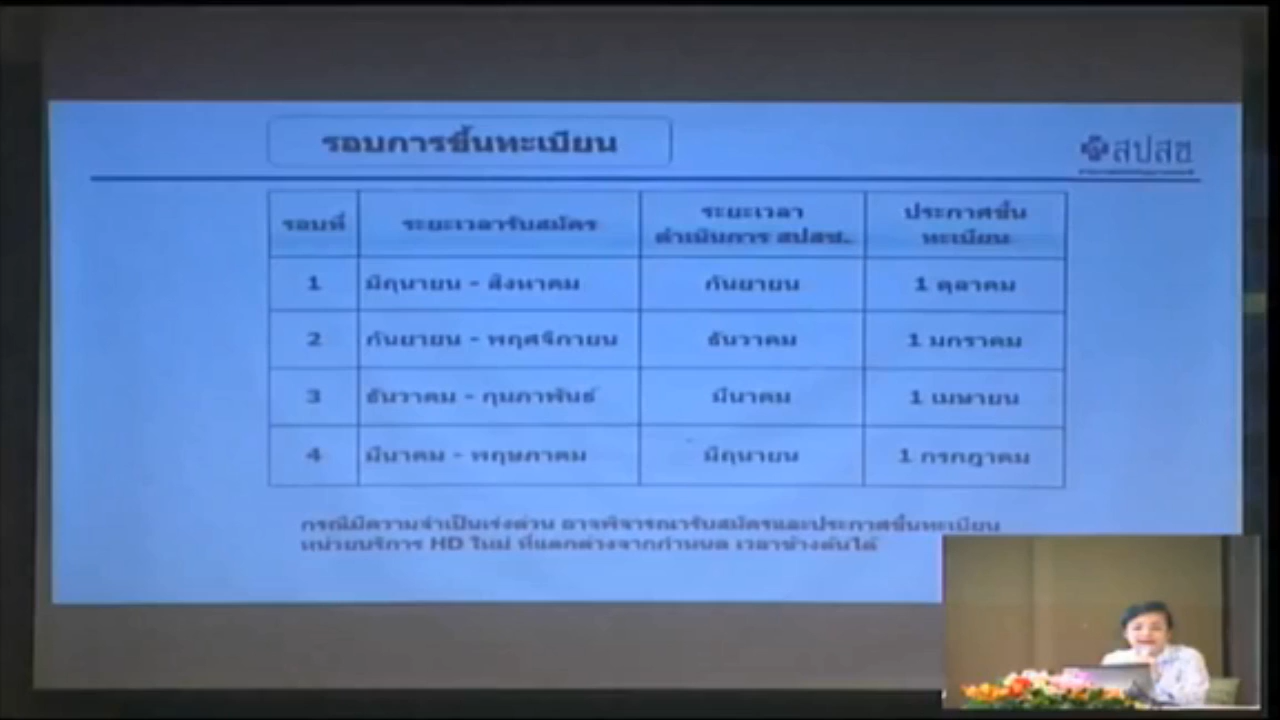 รอบการขึ้นทะเบียน
สปสช
รอบที่ ระยะเวลารับสมัคร ระยะเวลา ดำเนินการ สปสช. ประกาศขึ้น ทะเบียน
1 มิถุนายน - สิงหาคม กันยายน 1 ตุลาคม
2 กันยายน - พฤศจิกายน ธันวาคม 1 มกราคม
3 ธันวาคม - กุมภาพันธ์ มีนาคม 1 เมษายน
4 มีนาคม - พฤษภาคม มิถุนายน 1 กรกฎาคม
กรณีมีความจำเป็นเร่งด่วน อาจพิจารณารับสมัครและประกาศขึ้นทะเบียน
หน่วยบริการ HD ใหม่ ที่แตกต่างจากกำหนด เวลาข้างต้นได้